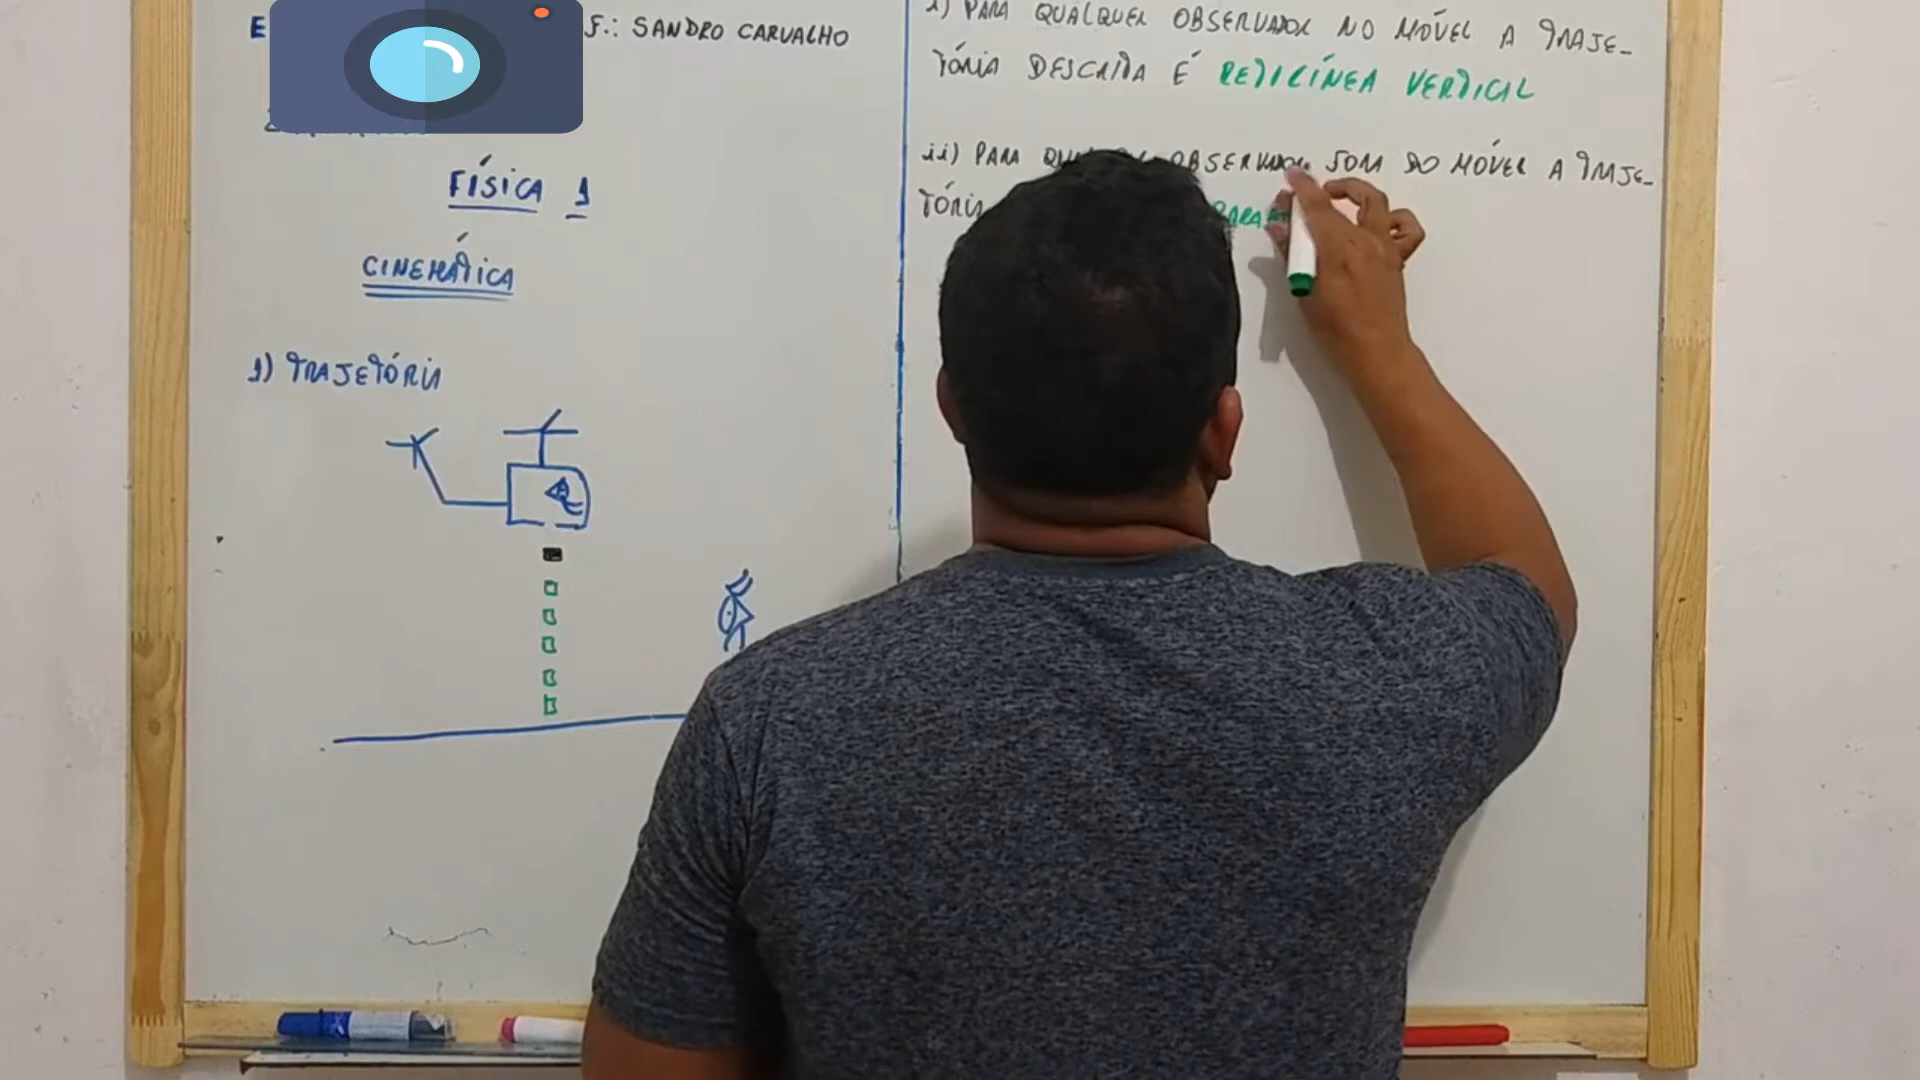 E F.: SANDRO CARVALHO
FÍSICA 1
CINEMÁTICA
1) TRAJETÓRIA
i) PARA QUALQUER OBSERVADOR NO MÓVEL A TRAJE-
TÓRIA DESCRITA É RETILÍNEA VERTICAL
ii) PARA OBSERVADOR FORA DO MÓVEL A TRAJE-
TÓRIA PARA